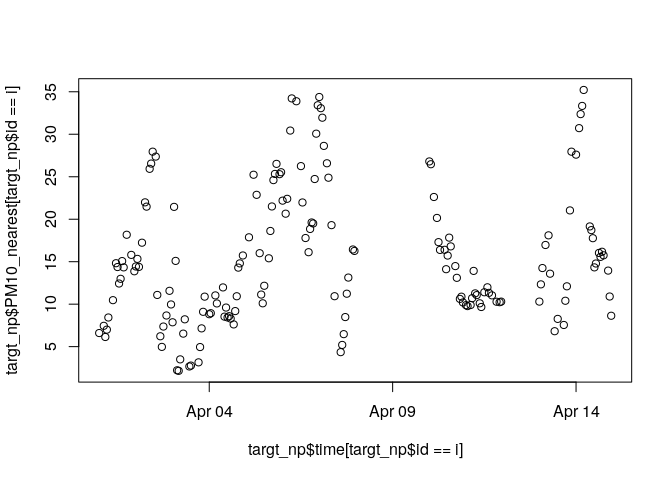 targt_np$PM10_nearest[targt_np$id == i]
35
30
25
20
15
10
5
Apr 04
Apr 09
Apr 14
targt_np$time[targt_np$id == i]